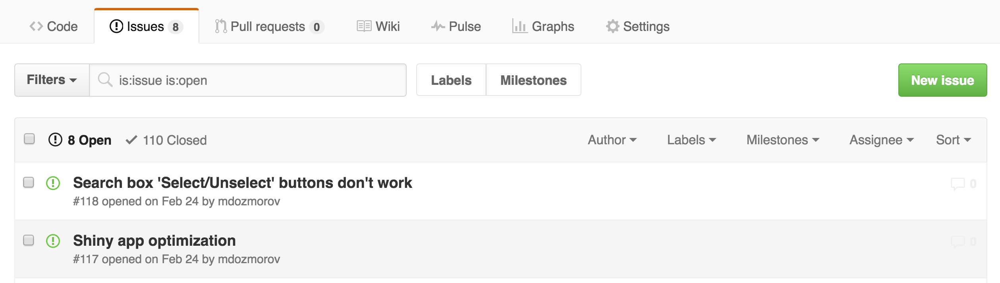 Code Issues 8 Pull requests 0 Wiki Pulse Graphs Settings
Filters is:issue is:open Labels Milestones New issue
8 Open 110 Closed Author Labels Milestones Assignee Sort
Search box 'Select/Unselect' buttons don't work 0
#118 opened on Feb 24 by mdozmorov
Shiny app optimization 0
#117 opened on Feb 24 by mdozmorov